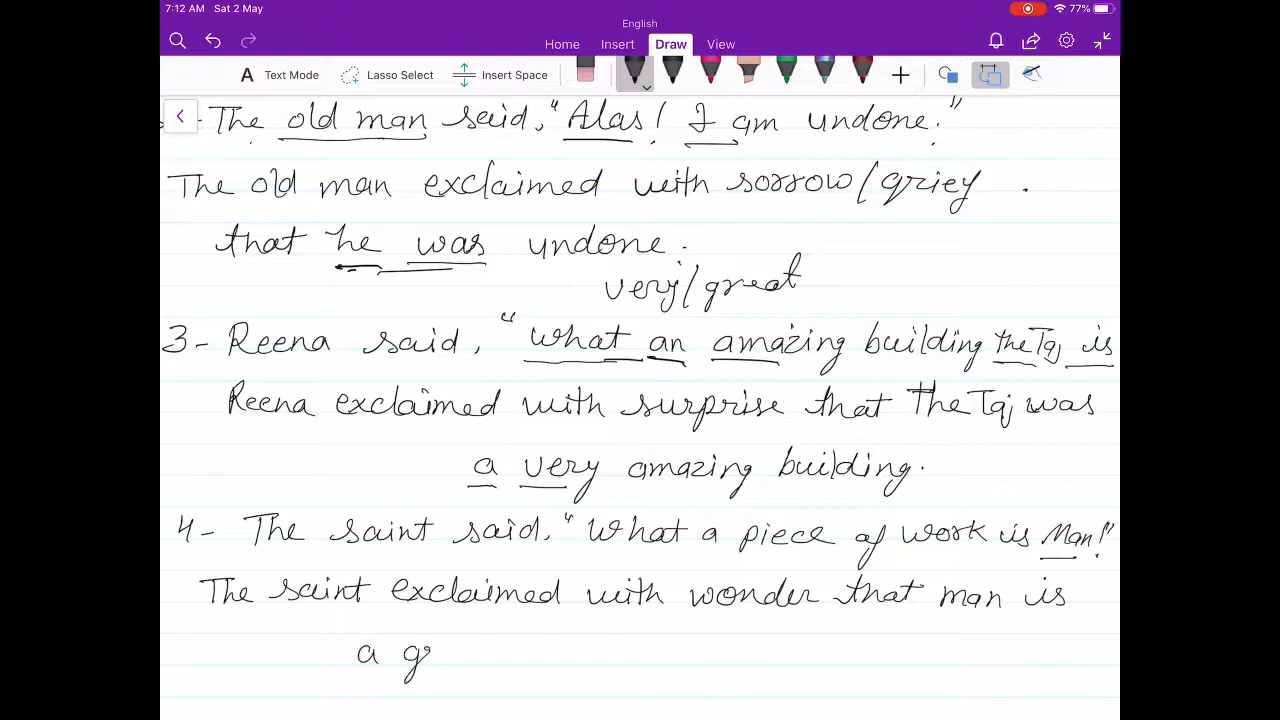 7:12 AM Sat 2 May
77%
English
Home Insert Draw View
A Text Mode Lasso Select Insert Space
- The old man said, "Alas! I am undone."
The old man exclaimed with sorrow/grief .
that he was undone.
very/great
3- Reena said, "What an amazing building the Taj is
Reena exclaimed with surprise that the Taj was
a very amazing building.
4- The saint said, "What a piece of work is Man!"
The saint exclaimed with wonder that man is
a g